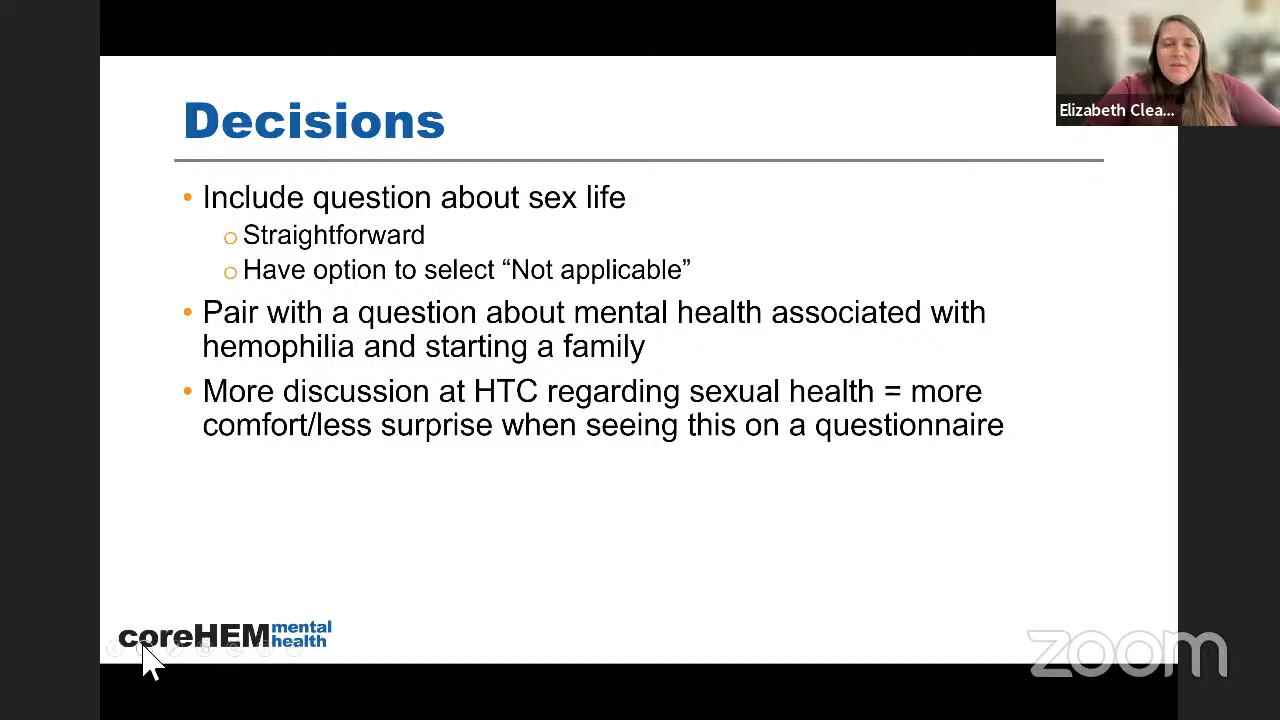 Decisions
Elizabeth Clea...
• Include question about sex life
o Straightforward
o Have option to select “Not applicable”
• Pair with a question about mental health associated with
hemophilia and starting a family
• More discussion at HTC regarding sexual health = more
comfort/less surprise when seeing this on a questionnaire
coreHEM mental
health
zoom